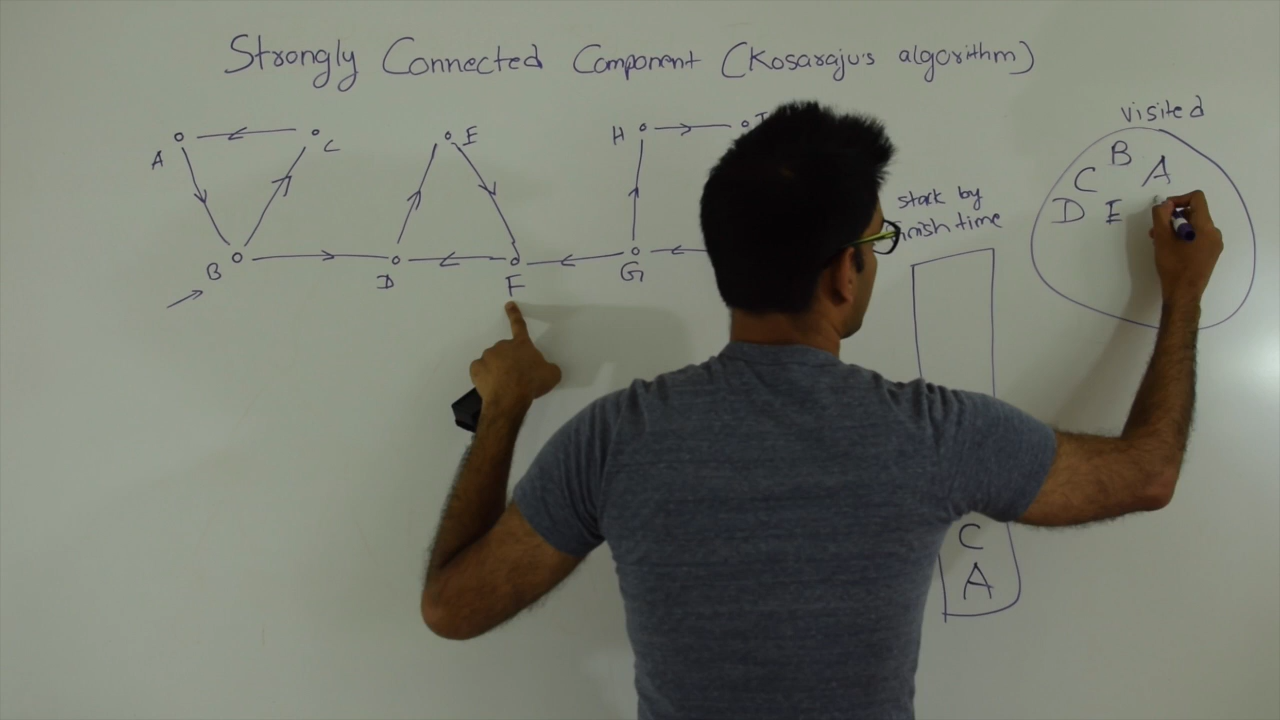 Strongly Connected Component (Kosaraju's algorithm)
visited
B
C A
D E
stack by
finish time
A C E H I
B D F G
C
A